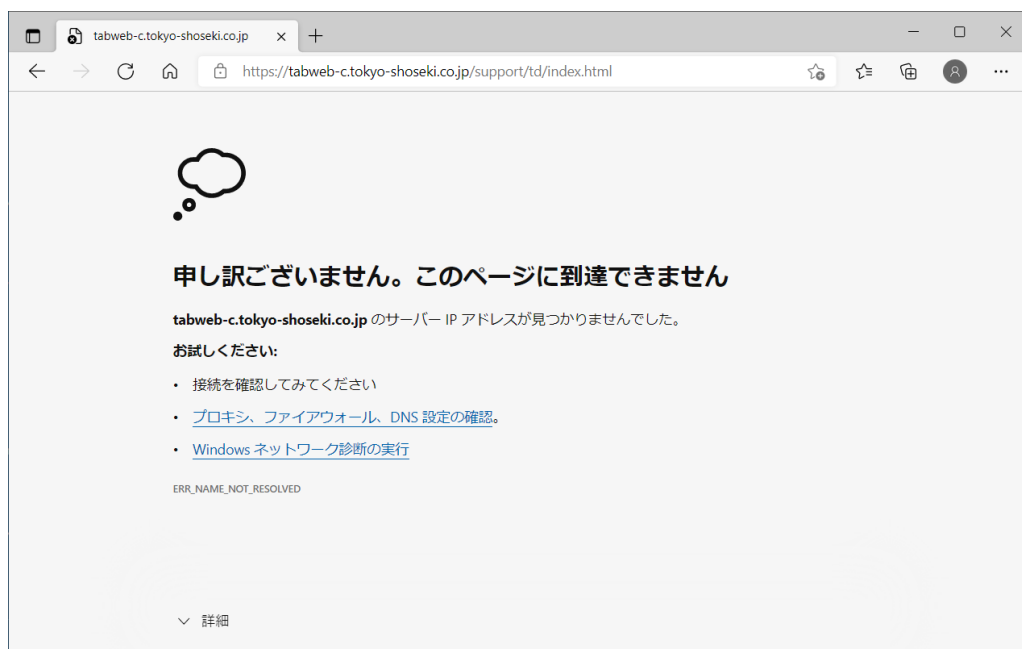 tabweb-c.tokyo-shoseki.co.jp
https://tabweb-c.tokyo-shoseki.co.jp/support/td/index.html
申し訳ございません。このページに到達できません
tabweb-c.tokyo-shoseki.co.jp のサーバー IP アドレスが見つかりませんでした。
お試しください:
• 接続を確認してみてください
• プロキシ、ファイアウォール、DNS 設定の確認。
• Windows ネットワーク診断の実行
ERR_NAME_NOT_RESOLVED
詳細